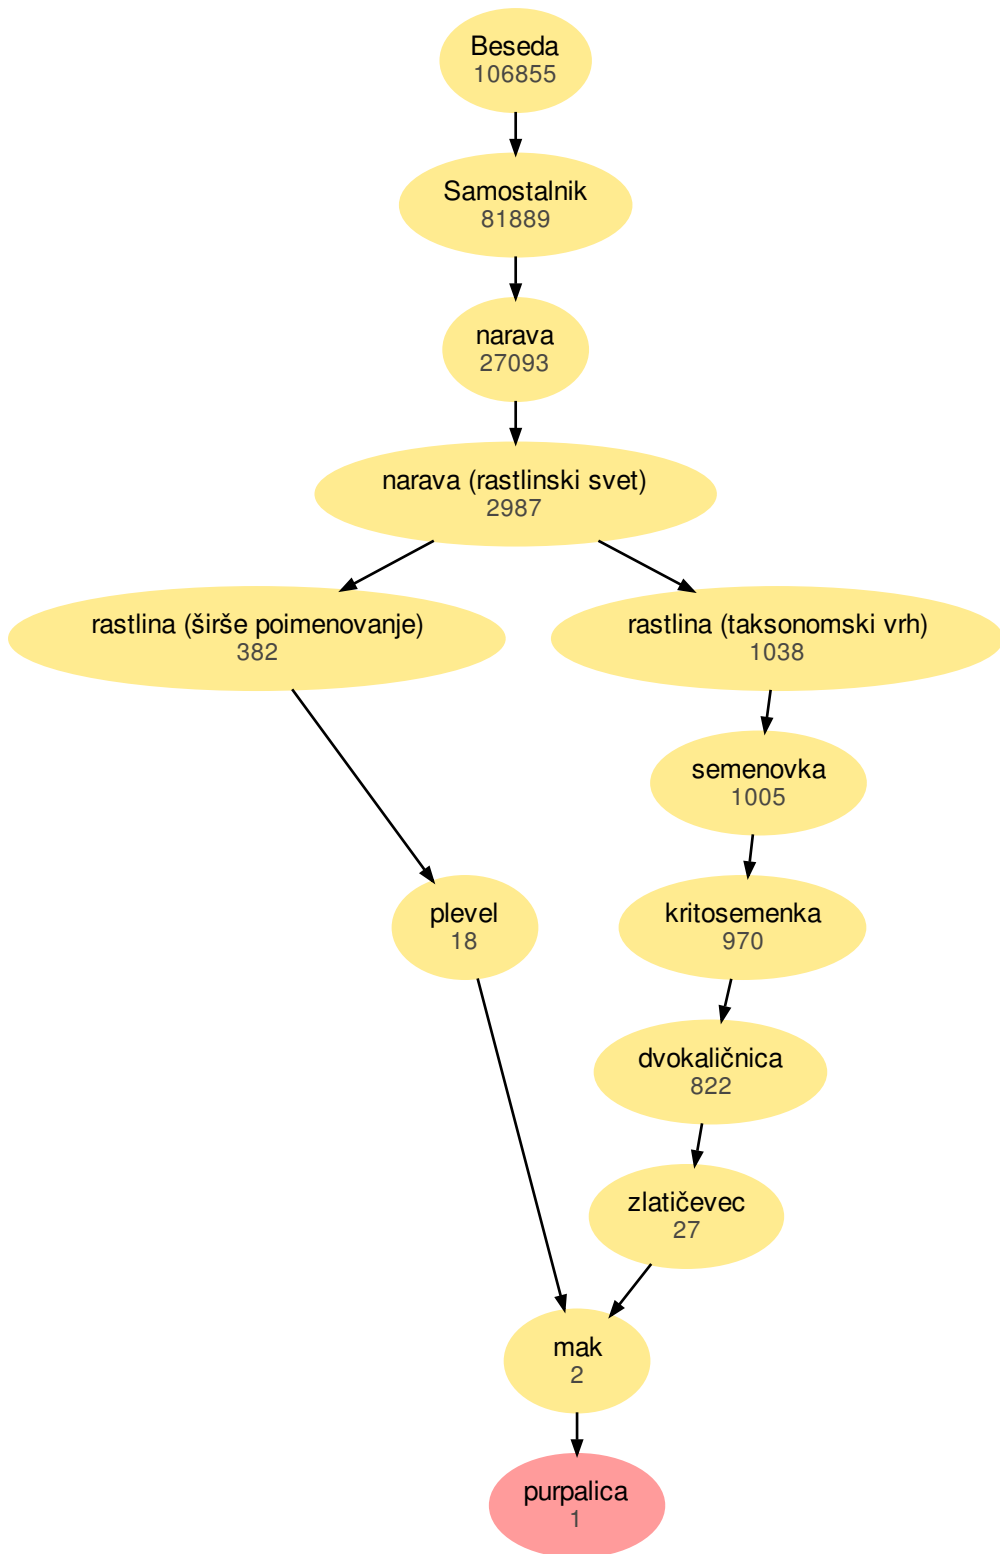 Beseda
106855
Samostalnik
81889
narava
27093
narava (rastlinski svet)
2987
rastlina (širše poimenovanje)
382
rastlina (taksonomski vrh)
1038
semenovka
1005
plevel
18
kritosemenka
970
dvokaličnica
822
zlatičevec
27
mak
2
purpalica
1